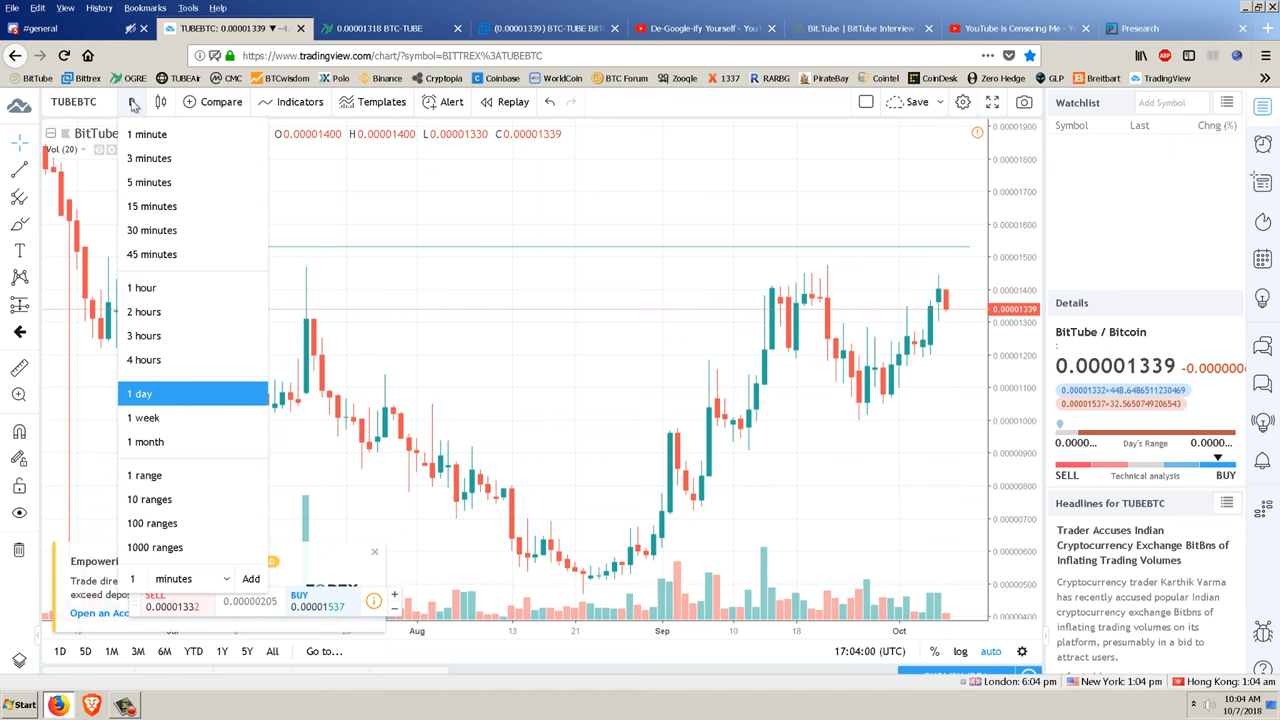 File Edit View History Bookmarks Tools Help
#general
TUBEBTC: 0.00001339 ▼−4.
0.00001318 BTC-TUBE
(0.00001339) BTC-TUBE BitT
De-Google-ify Yourself - You
Bit.Tube | BitTube Interview
YouTube is Censoring Me - Yo
Presearch
https://www.tradingview.com/chart/?symbol=BITTREX%3ATUBEBTC
BitTube Bittrex OGRE TUBEAir CMC BTCwisdom Polo Binance Cryptopia Coinbase WorldCoin BTC Forum Zooqle 1337 RARBG PirateBay Cointel CoinDesk Zero Hedge GLP Breitbart TradingView
TUBEBTC Compare Indicators Templates Alert Replay Save
Watchlist Add Symbol
Symbol Last Chng (%)
BitTube O0.00001400 H0.00001400 L0.00001330 C0.00001339
Vol (20)
1 minute
3 minutes
5 minutes
15 minutes
30 minutes
45 minutes
1 hour
2 hours
3 hours
4 hours
1 day
1 week
1 month
1 range
10 ranges
100 ranges
1000 ranges
1 minutes Add
0.00001900
0.00001800
0.00001700
0.00001600
0.00001500
0.00001400
0.00001339
0.00001300
0.00001200
0.00001100
0.00001000
0.00000900
0.00000800
0.00000700
0.00000600
0.00000500
0.00000400
Details
BitTube / Bitcoin
:
0.00001339 -0.000000
0.00001332×448.6486511230469
0.00001537×32.5650749206543
0.0000... Day's Range 0.0000...
SELL Technical analysis BUY
Headlines for TUBEBTC
Trader Accuses Indian
Cryptocurrency Exchange BitBns of
Inflating Trading Volumes
Cryptocurrency trader Karthik Varma
has recently accused popular Indian
cryptocurrency exchange Bitbns of
inflating trading volumes on its
platform, presumably in a bid to
attract users.
Trade direc
exceed depos
Open an Acc
SELL
0.00001332
0.00000205
BUY
0.00001537
Aug 13 21 Sep 10 18 Oct
1D 5D 1M 3M 6M YTD 1Y 5Y All Go to...
17:04:00 (UTC) % log auto
London: 6:04 pm New York: 1:04 pm Hong Kong: 1:04 am
Start
10:04 AM
10/7/2018